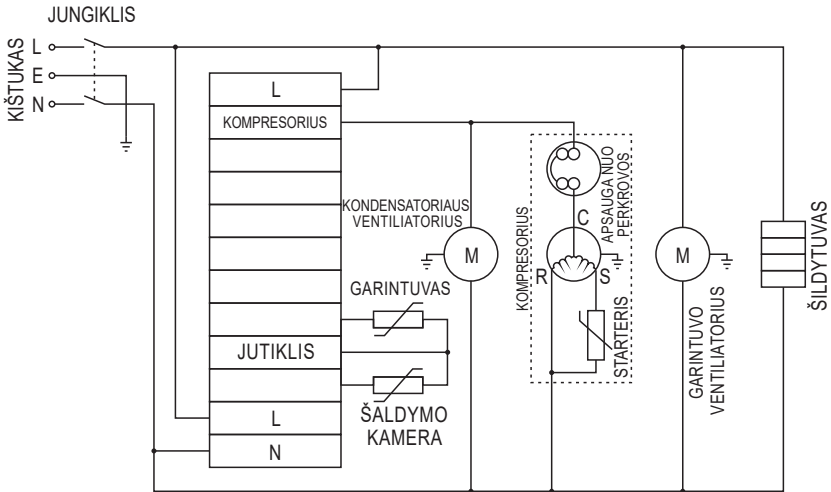 JUNGIKLIS
KIŠTUKAS
L
E
N
L
KOMPRESORIUS
KONDENSATORIAUS
VENTILIATORIUS
M
GARINTUVAS
JUTIKLIS
ŠALDYMO
KAMERA
L
N
KOMPRESORIUS
APSAUGA NUO
PERKROVOS
C
R
S
STARTERIS
M
GARINTUVO
VENTILIATORIUS
ŠILDYTUVAS